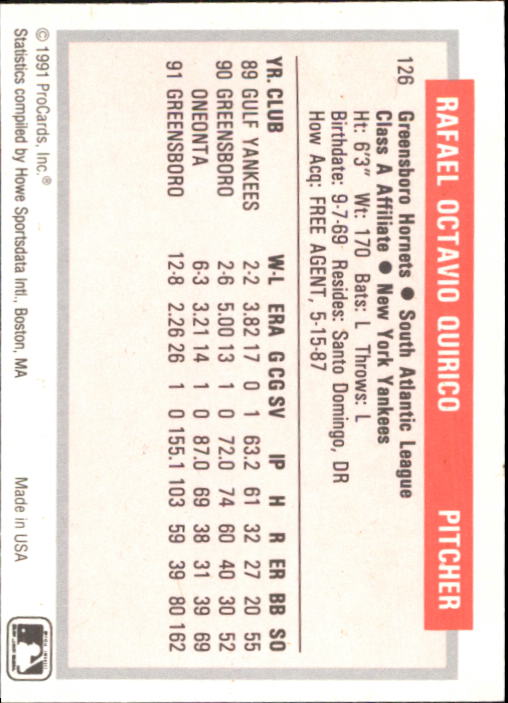 126
RAFAEL OCTAVIO QUIRICO PITCHER
Greensboro Hornets ● South Atlantic League
Class A Affiliate ● New York Yankees
Ht: 6'3" Wt: 170 Bats: L Throws: L
Birthdate: 9-7-69 Resides: Santo Domingo, DR
How Acq: FREE AGENT, 5-15-87
YR. CLUB W-L ERA G CG SV IP H R ER BB SO
89 GULF YANKEES 2-2 3.82 17 0 1 63.2 61 32 27 20 55
90 GREENSBORO 2-6 5.00 13 1 0 72.0 74 60 40 30 52
ONEONTA 6-3 3.21 14 1 0 87.0 69 38 31 39 69
91 GREENSBORO 12-8 2.26 26 1 0 155.1 103 59 39 80 162
© 1991 ProCards, Inc.® Made in USA
Statistics compiled by Howe Sportsdata Intl., Boston, MA